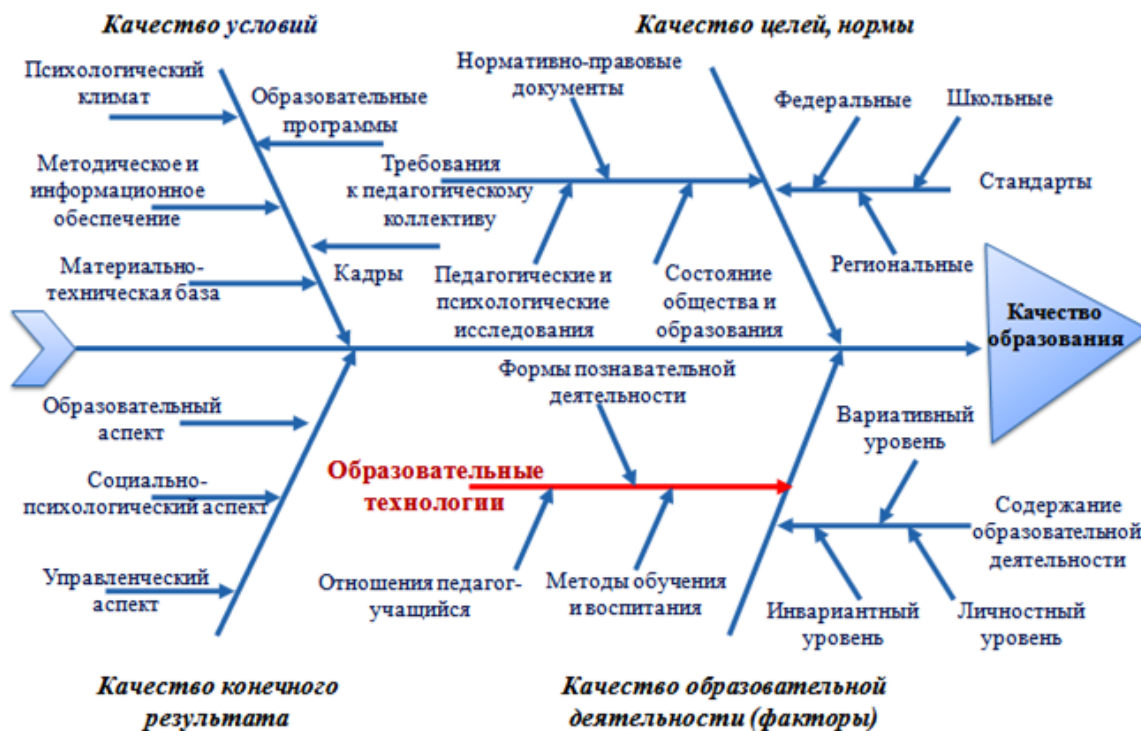 Качество условий
Качество целей, нормы
Психологический
климат
Образовательные
программы
Методическое и
информационное
обеспечение
Материально-
техническая база
Кадры
Нормативно-правовые
документы
Требования
к педагогическому
коллективу
Педагогические и
психологические
исследования
Состояние
общества и
образования
Федеральные
Школьные
Стандарты
Региональные
Качество
образования
Образовательный
аспект
Социально-
психологический аспект
Управленческий
аспект
Формы познавательной
деятельности
Образовательные
технологии
Отношения педагог-
учащийся
Методы обучения
и воспитания
Вариативный
уровень
Содержание
образовательной
деятельности
Инвариантный
уровень
Личностный
уровень
Качество конечного
результата
Качество образовательной
деятельности (факторы)